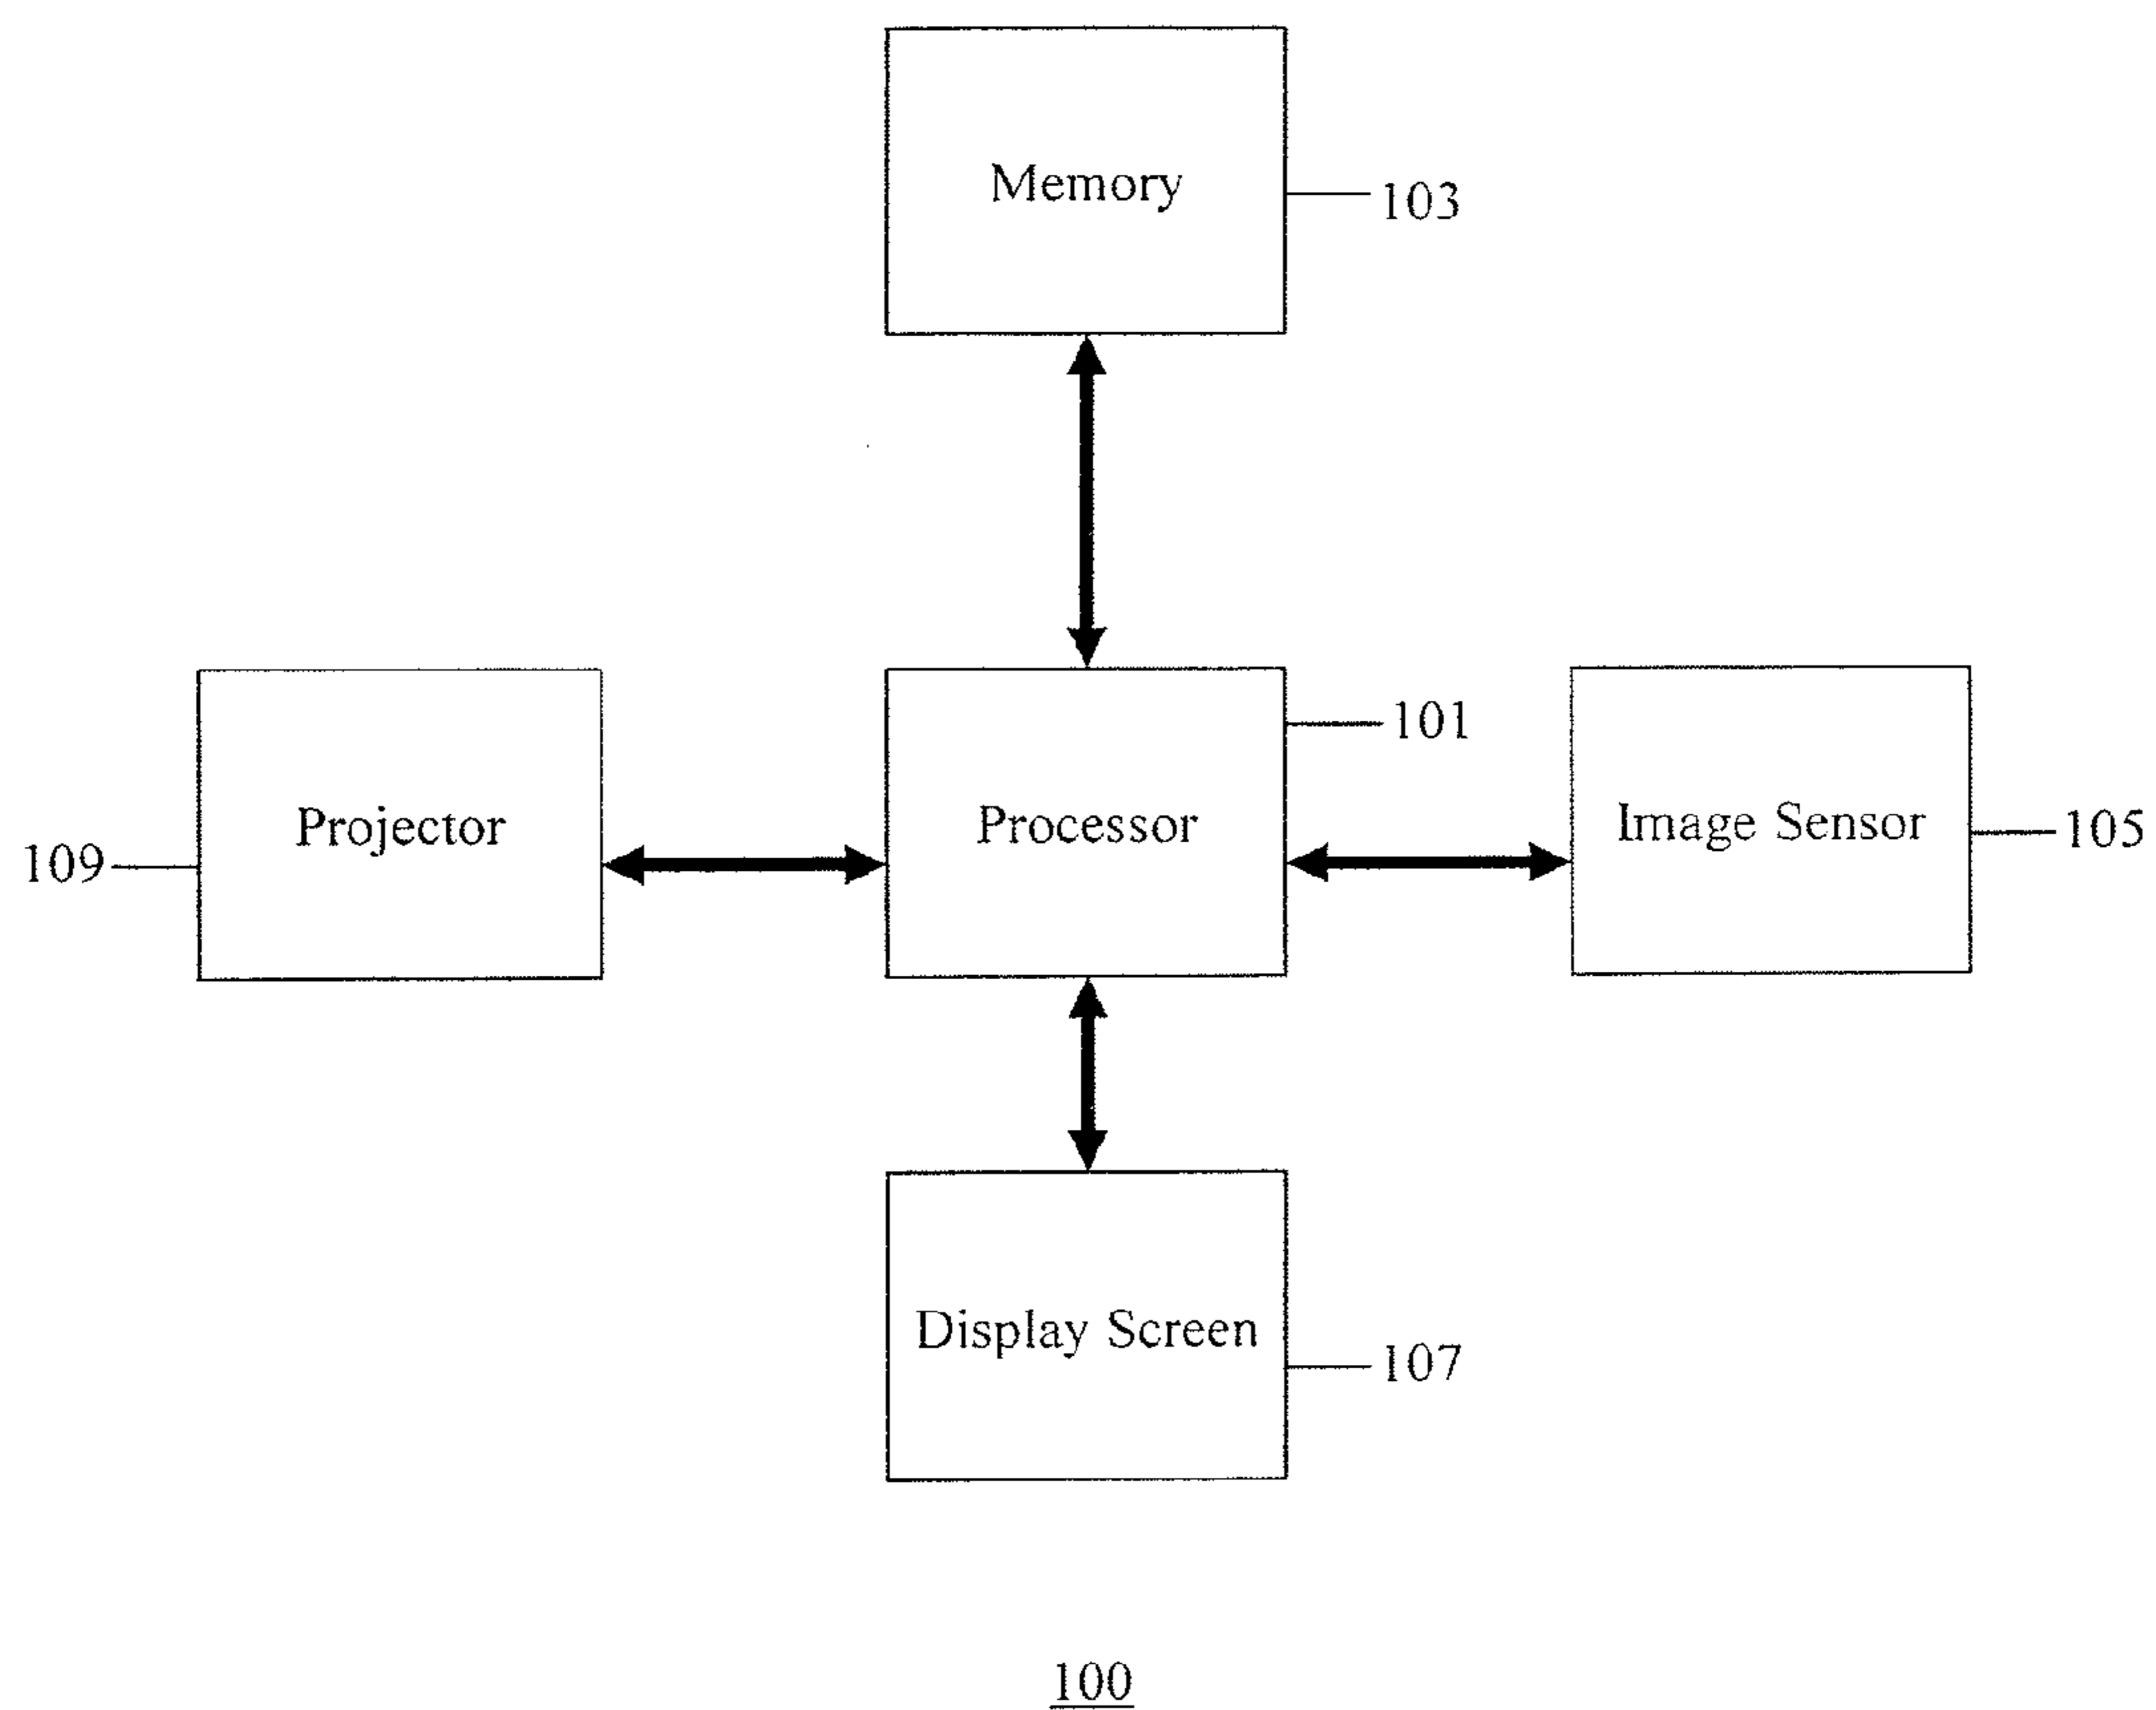 Memory
103
101
Projector
Processor
Image Sensor
105
109
Display Screen
107
100